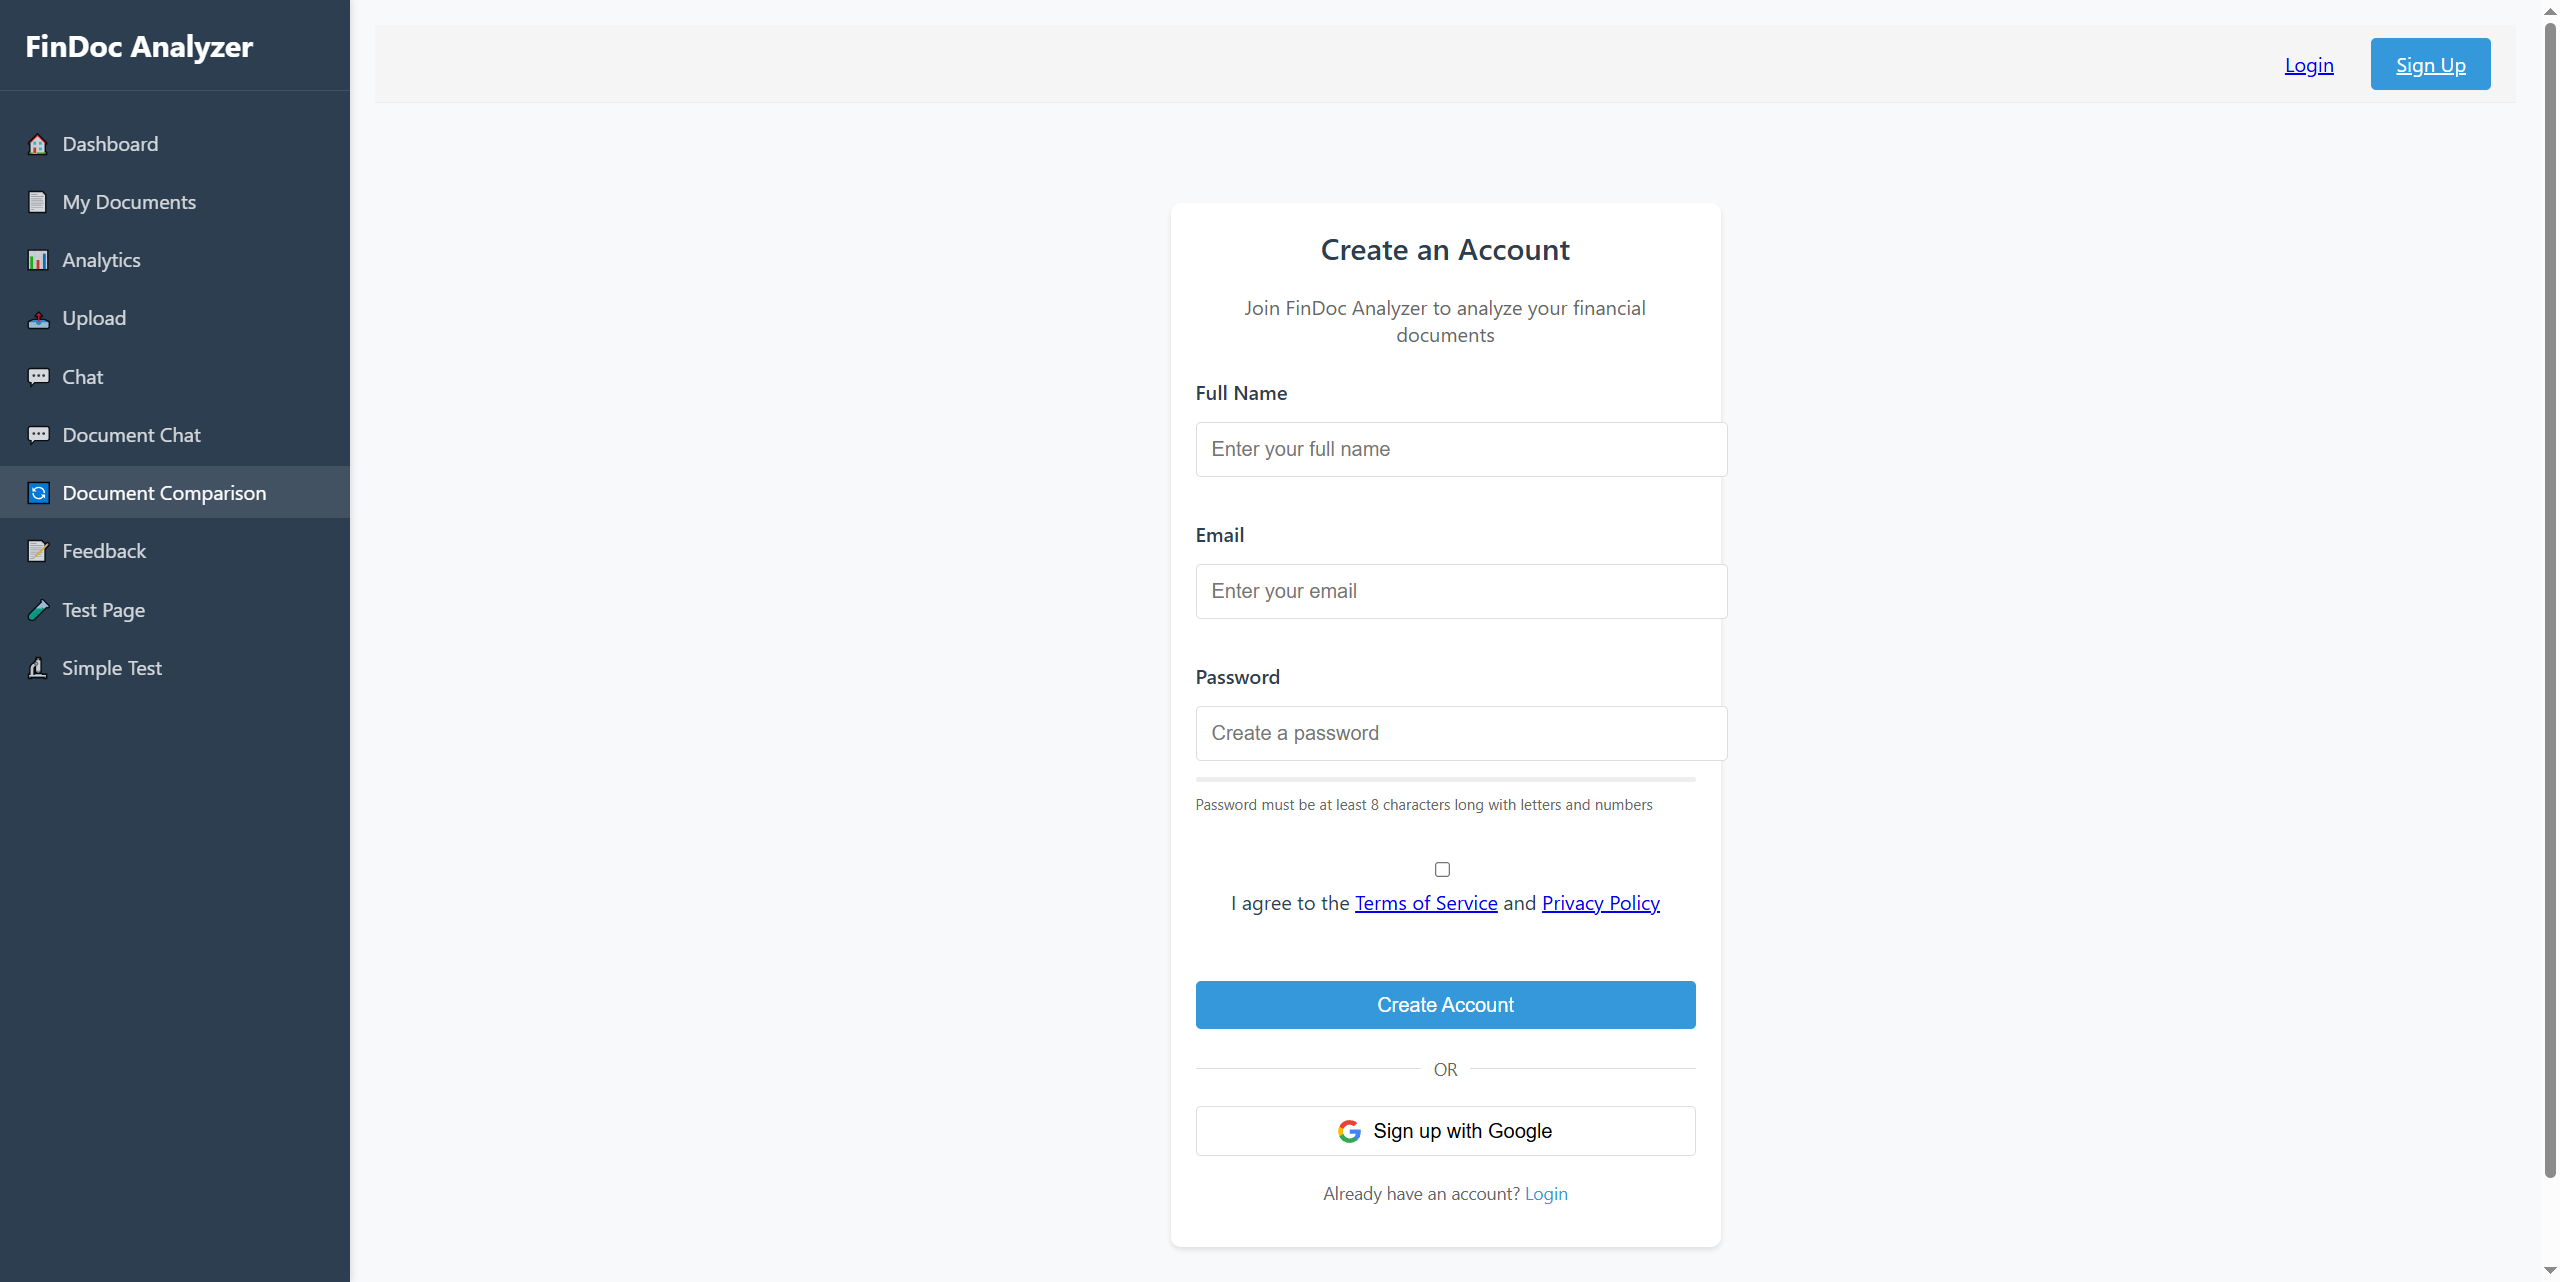 FinDoc Analyzer
Dashboard
My Documents
Analytics
Upload
Chat
Document Chat
Document Comparison
Feedback
Test Page
Simple Test
Login
Sign Up
Create an Account
Join FinDoc Analyzer to analyze your financial
documents
Full Name
Enter your full name
Email
Enter your email
Password
Create a password
Password must be at least 8 characters long with letters and numbers
I agree to the Terms of Service and Privacy Policy
Create Account
OR
Sign up with Google
Already have an account? Login